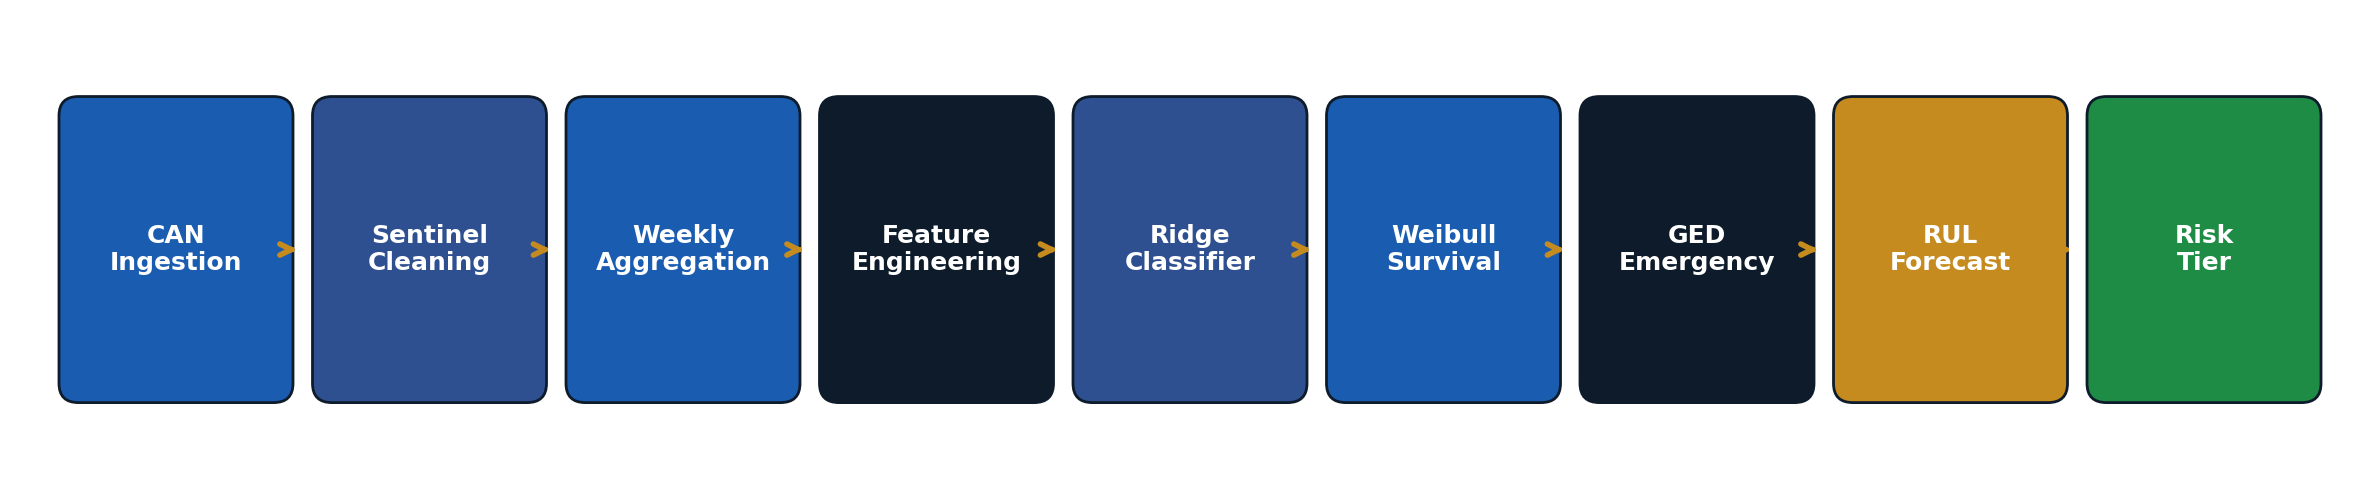 CAN
Ingestion
Sentinel
Cleaning
Weekly
Aggregation
Feature
Engineering
Ridge
Classifier
Weibull
Survival
GED
Emergency
RUL
Forecast
Risk
Tier